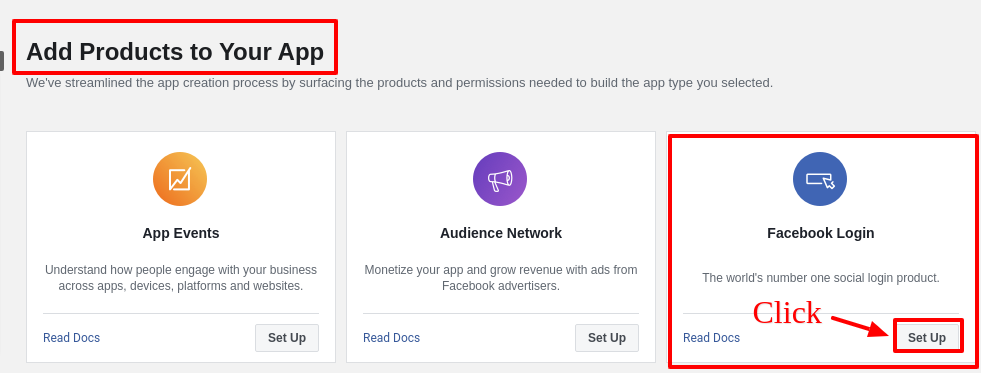 Add Products to Your App
We've streamlined the app creation process by surfacing the products and permissions needed to build the app type you selected.
App Events
Understand how people engage with your business
across apps, devices, platforms and websites.
Read Docs
Set Up
Audience Network
Monetize your app and grow revenue with ads from
Facebook advertisers.
Read Docs
Set Up
Facebook Login
The world's number one social login product.
Click
Read Docs
Set Up